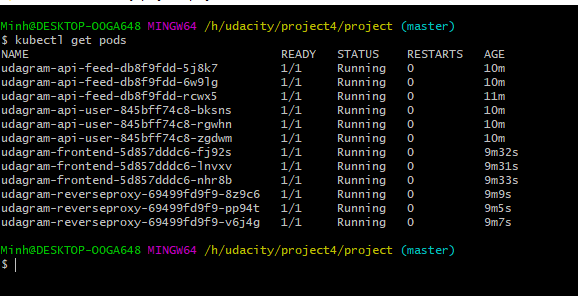 Minh@DESKTOP-OOGA648 MINGW64 /h/udacity/project4/project (master)
$ kubectl get pods
NAME READY STATUS RESTARTS AGE
udagram-api-feed-db8f9fdd-5j8k7 1/1 Running 0 10m
udagram-api-feed-db8f9fdd-6w9lg 1/1 Running 0 10m
udagram-api-feed-db8f9fdd-rcwx5 1/1 Running 0 11m
udagram-api-user-845bff74c8-bksns 1/1 Running 0 10m
udagram-api-user-845bff74c8-rgwhn 1/1 Running 0 10m
udagram-api-user-845bff74c8-zgdwm 1/1 Running 0 10m
udagram-frontend-5d857dddc6-fj92s 1/1 Running 0 9m32s
udagram-frontend-5d857dddc6-lnvxv 1/1 Running 0 9m31s
udagram-frontend-5d857dddc6-nhr8b 1/1 Running 0 9m33s
udagram-reverseproxy-69499fd9f9-8z9c6 1/1 Running 0 9m9s
udagram-reverseproxy-69499fd9f9-pp94t 1/1 Running 0 9m5s
udagram-reverseproxy-69499fd9f9-v6j4g 1/1 Running 0 9m7s
Minh@DESKTOP-OOGA648 MINGW64 /h/udacity/project4/project (master)
$